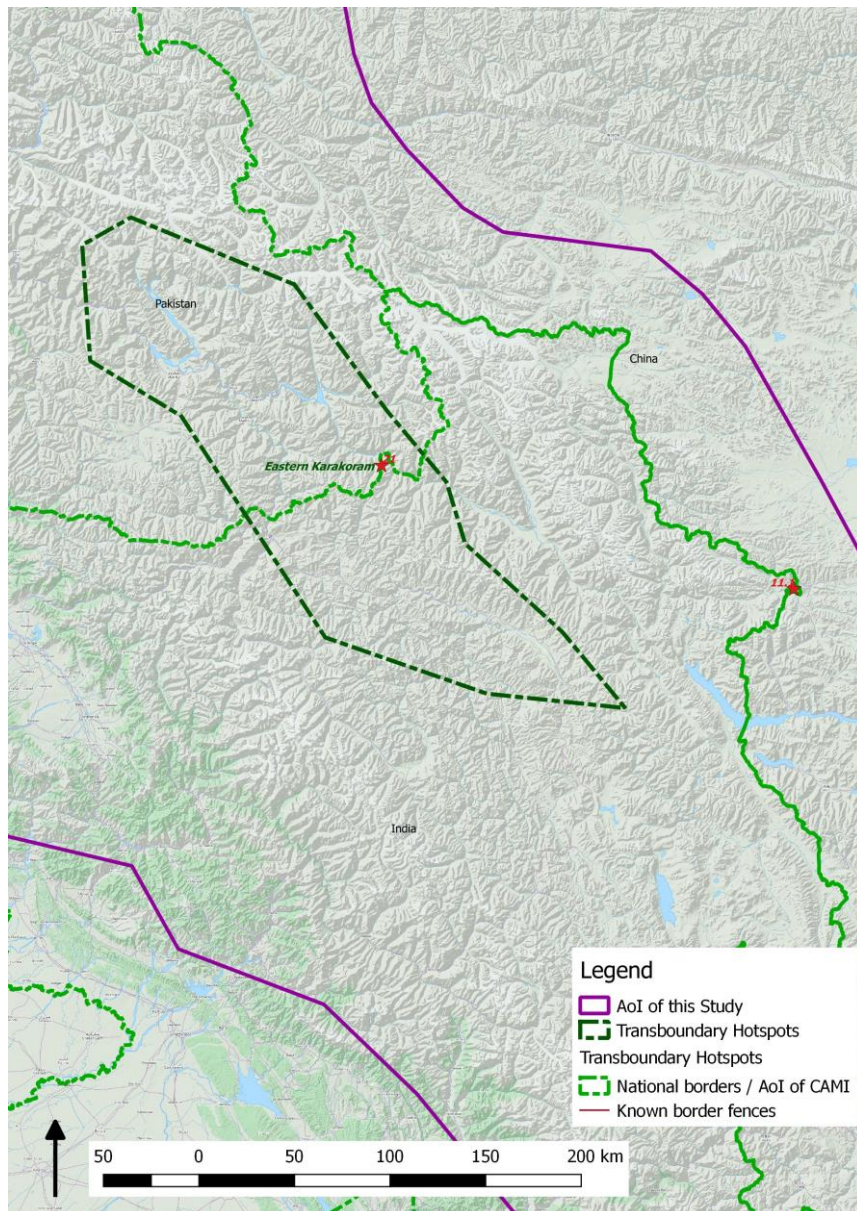 Pakistan
China
Eastern Karakoram
11.
India
Legend
AoI of this Study
Transboundary Hotspots
Transboundary Hotspots
National borders / AoI of CAMI
Known border fences
50 0 50 100 150 200 km